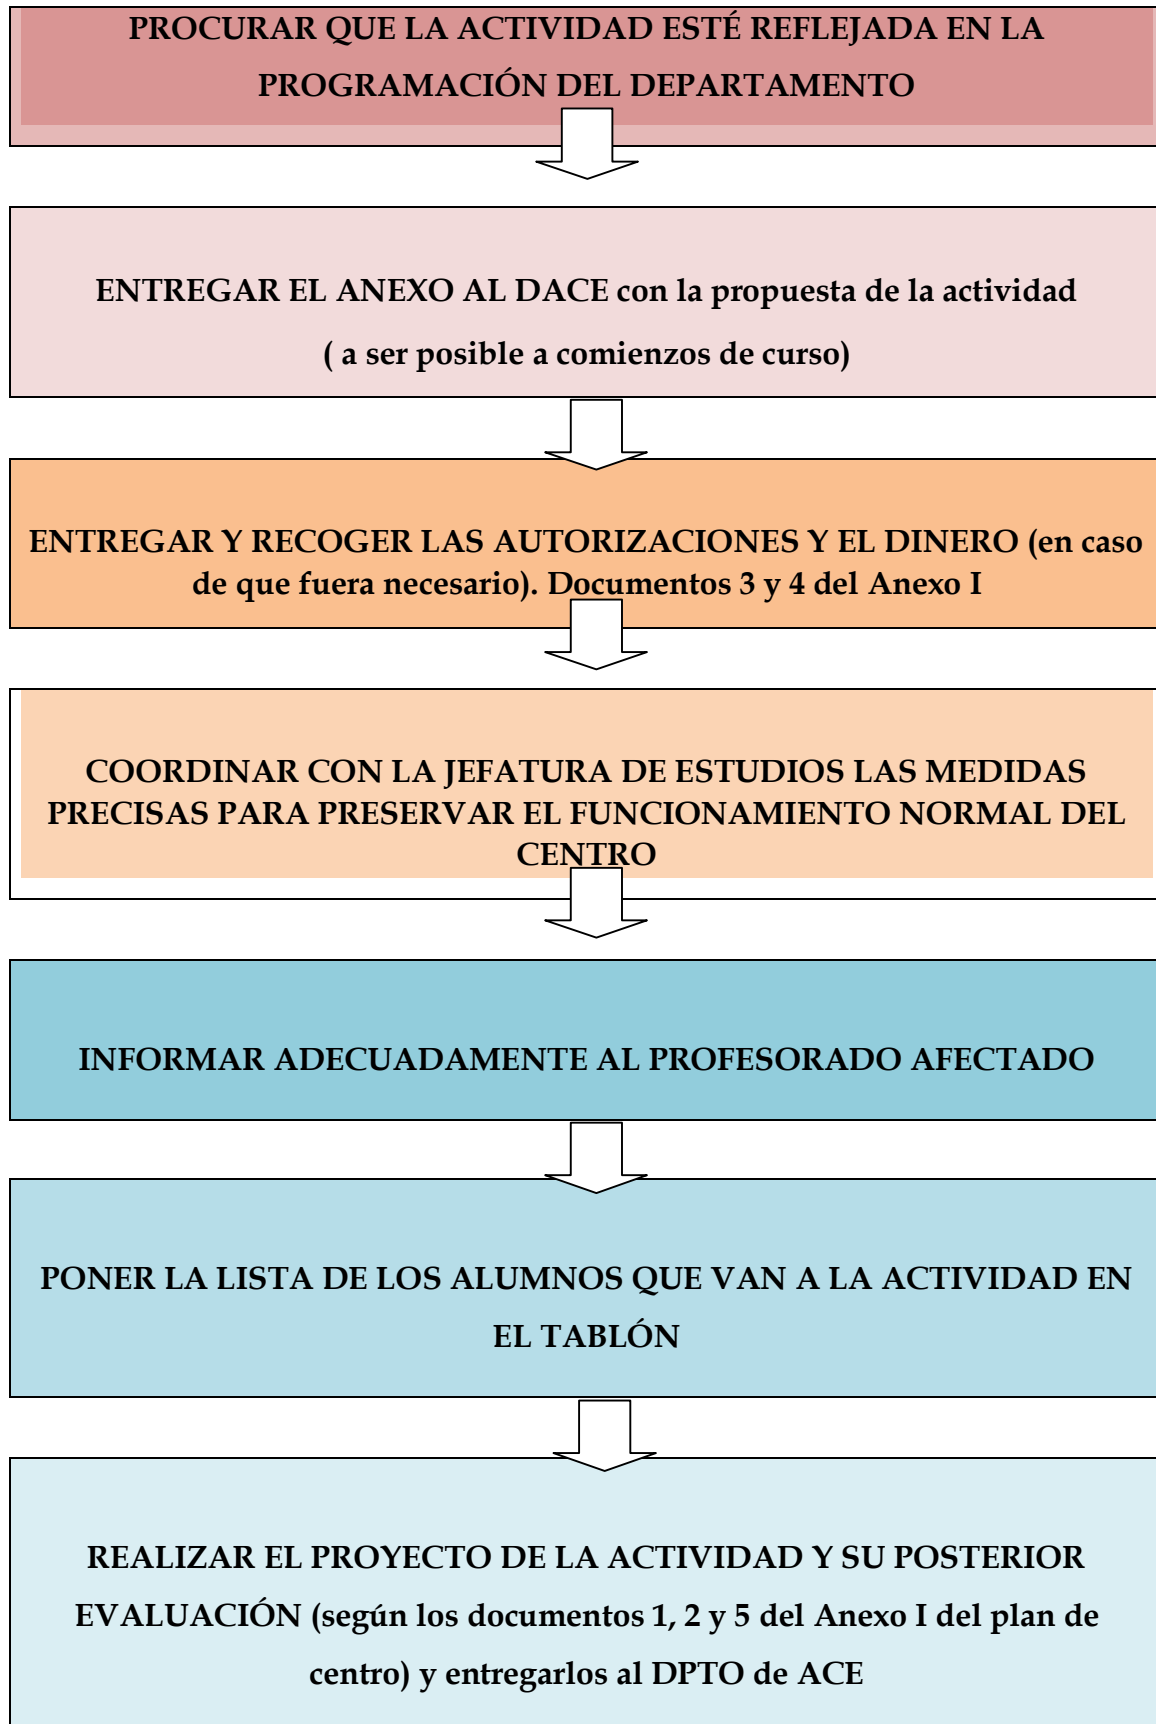 PROCURAR QUE LA ACTIVIDAD ESTÉ REFLEJADA EN LA
PROGRAMACIÓN DEL DEPARTAMENTO
ENTREGAR EL ANEXO AL DACE con la propuesta de la actividad
( a ser posible a comienzos de curso)
ENTREGAR Y RECOGER LAS AUTORIZACIONES Y EL DINERO (en caso
de que fuera necesario). Documentos 3 y 4 del Anexo I
COORDINAR CON LA JEFATURA DE ESTUDIOS LAS MEDIDAS
PRECISAS PARA PRESERVAR EL FUNCIONAMIENTO NORMAL DEL
CENTRO
INFORMAR ADECUADAMENTE AL PROFESORADO AFECTADO
PONER LA LISTA DE LOS ALUMNOS QUE VAN A LA ACTIVIDAD EN
EL TABLÓN
REALIZAR EL PROYECTO DE LA ACTIVIDAD Y SU POSTERIOR
EVALUACIÓN (según los documentos 1, 2 y 5 del Anexo I del plan de
centro) y entregarlos al DPTO de ACE